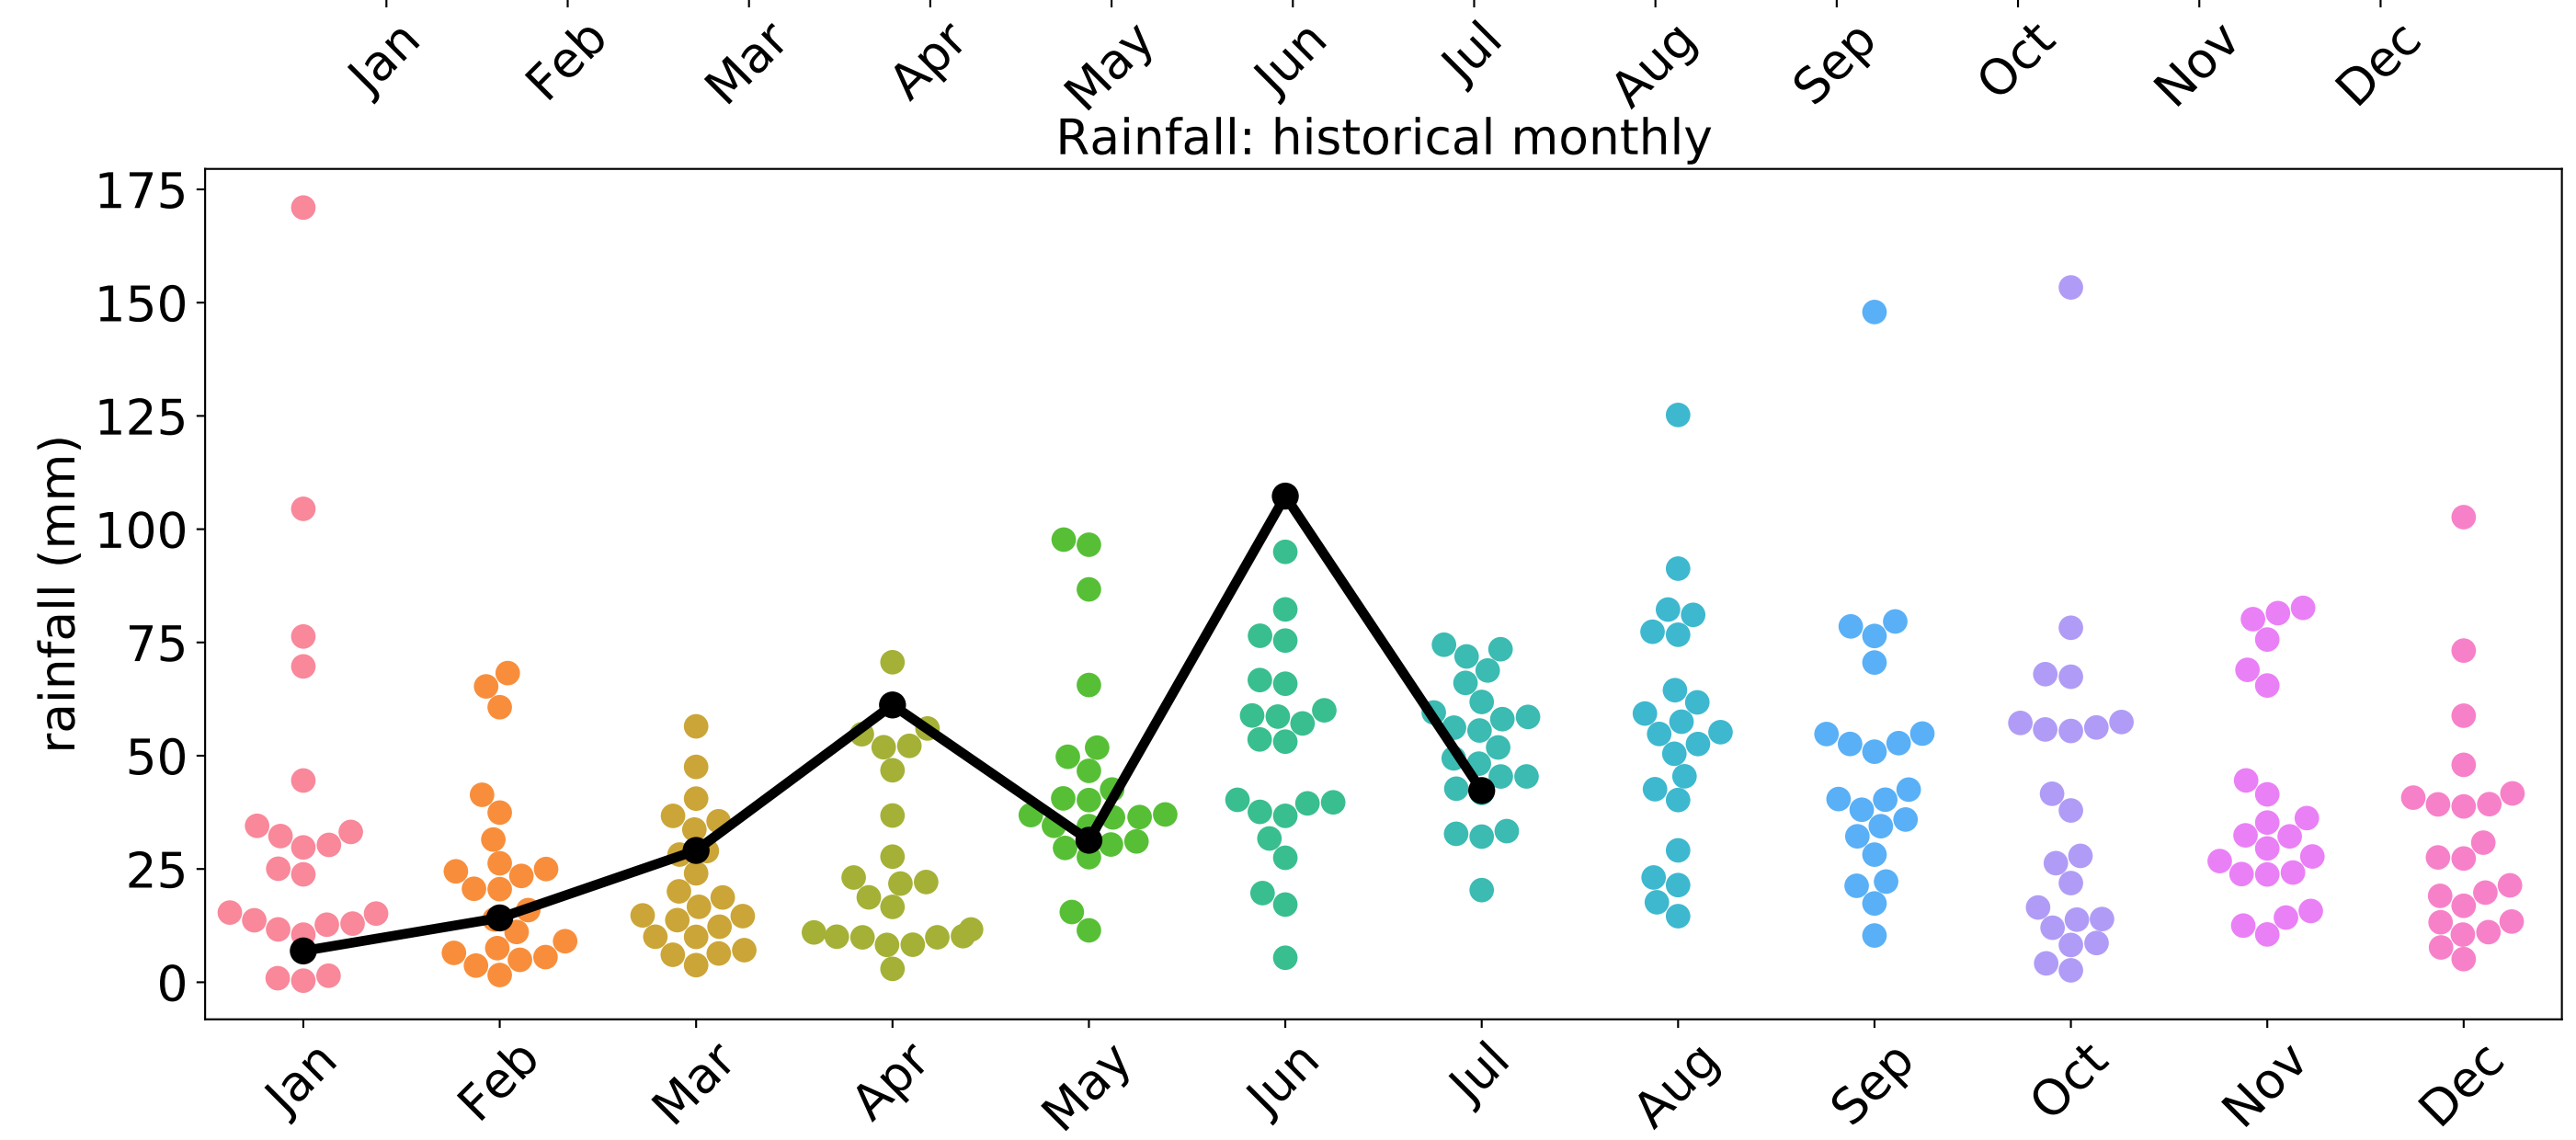 Jan Feb Mar Apr May Jun Jul Aug Sep Oct Nov Dec
Rainfall: historical monthly
rainfall (mm)
175
150
125
100
75
50
25
0
Jan Feb Mar Apr May Jun Jul Aug Sep Oct Nov Dec